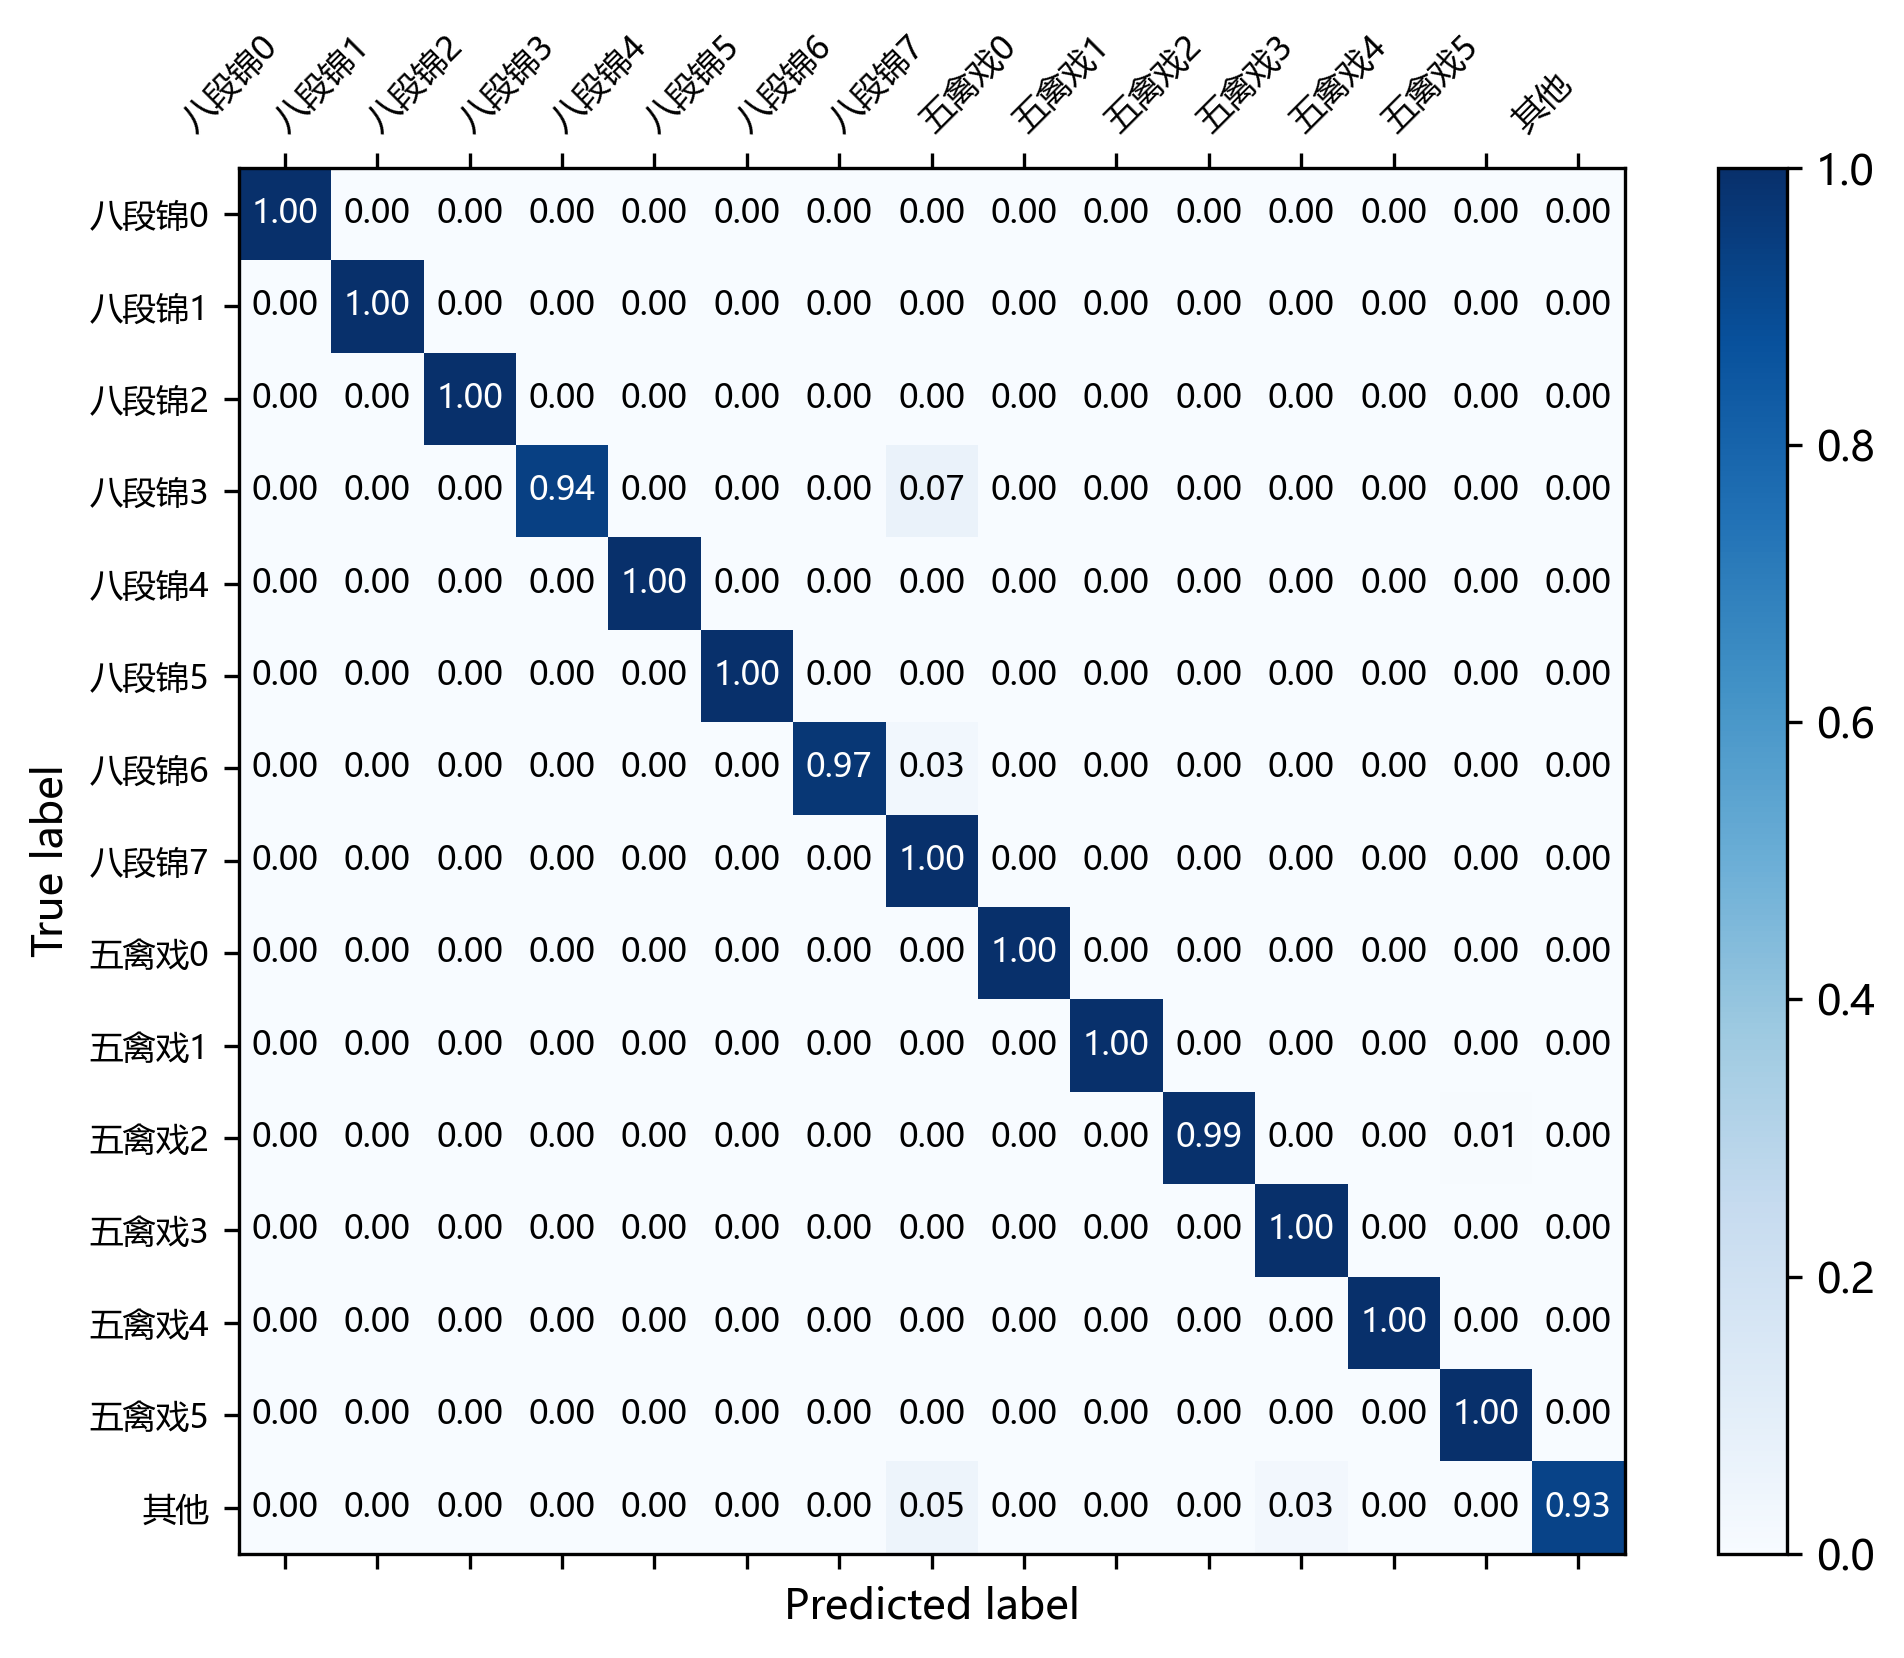 八段锦0 八段锦1 八段锦2 八段锦3 八段锦4 八段锦5 八段锦6 八段锦7 五禽戏0 五禽戏1 五禽戏2 五禽戏3 五禽戏4 五禽戏5 其他
八段锦0 1.00 0.00 0.00 0.00 0.00 0.00 0.00 0.00 0.00 0.00 0.00 0.00 0.00 0.00 0.00
八段锦1 0.00 1.00 0.00 0.00 0.00 0.00 0.00 0.00 0.00 0.00 0.00 0.00 0.00 0.00 0.00
八段锦2 0.00 0.00 1.00 0.00 0.00 0.00 0.00 0.00 0.00 0.00 0.00 0.00 0.00 0.00 0.00
八段锦3 0.00 0.00 0.00 0.94 0.00 0.00 0.00 0.07 0.00 0.00 0.00 0.00 0.00 0.00 0.00
八段锦4 0.00 0.00 0.00 0.00 1.00 0.00 0.00 0.00 0.00 0.00 0.00 0.00 0.00 0.00 0.00
八段锦5 0.00 0.00 0.00 0.00 0.00 1.00 0.00 0.00 0.00 0.00 0.00 0.00 0.00 0.00 0.00
八段锦6 0.00 0.00 0.00 0.00 0.00 0.00 0.97 0.03 0.00 0.00 0.00 0.00 0.00 0.00 0.00
八段锦7 0.00 0.00 0.00 0.00 0.00 0.00 0.00 1.00 0.00 0.00 0.00 0.00 0.00 0.00 0.00
五禽戏0 0.00 0.00 0.00 0.00 0.00 0.00 0.00 0.00 1.00 0.00 0.00 0.00 0.00 0.00 0.00
五禽戏1 0.00 0.00 0.00 0.00 0.00 0.00 0.00 0.00 0.00 1.00 0.00 0.00 0.00 0.00 0.00
五禽戏2 0.00 0.00 0.00 0.00 0.00 0.00 0.00 0.00 0.00 0.00 0.99 0.00 0.00 0.01 0.00
五禽戏3 0.00 0.00 0.00 0.00 0.00 0.00 0.00 0.00 0.00 0.00 0.00 1.00 0.00 0.00 0.00
五禽戏4 0.00 0.00 0.00 0.00 0.00 0.00 0.00 0.00 0.00 0.00 0.00 0.00 1.00 0.00 0.00
五禽戏5 0.00 0.00 0.00 0.00 0.00 0.00 0.00 0.00 0.00 0.00 0.00 0.00 0.00 1.00 0.00
其他 0.00 0.00 0.00 0.00 0.00 0.00 0.00 0.05 0.00 0.00 0.00 0.03 0.00 0.00 0.93
True label
Predicted label
1.0
0.8
0.6
0.4
0.2
0.0